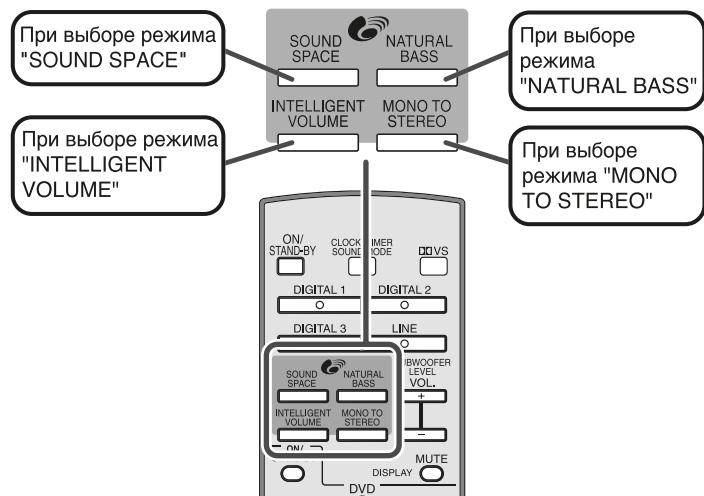 При выборе режима
"SOUND SPACE"
SOUND
SPACE
NATURAL
BASS
При выборе
режима
"NATURAL BASS"
При выборе режима
"INTELLIGENT
VOLUME"
INTELLIGENT
VOLUME
MONO TO
STEREO
При выборе
режима "MONO
TO STEREO"
ON/
STAND-BY
VS
DIGITAL 1
DIGITAL 2
DIGITAL 3
LINE
SOUND
SPACE
NATURAL
BASS
LEVEL
VOL.
+
INTELLIGENT
VOLUME
MONO TO
STEREO
–
ON/
MUTE
DISPLAY
DVD